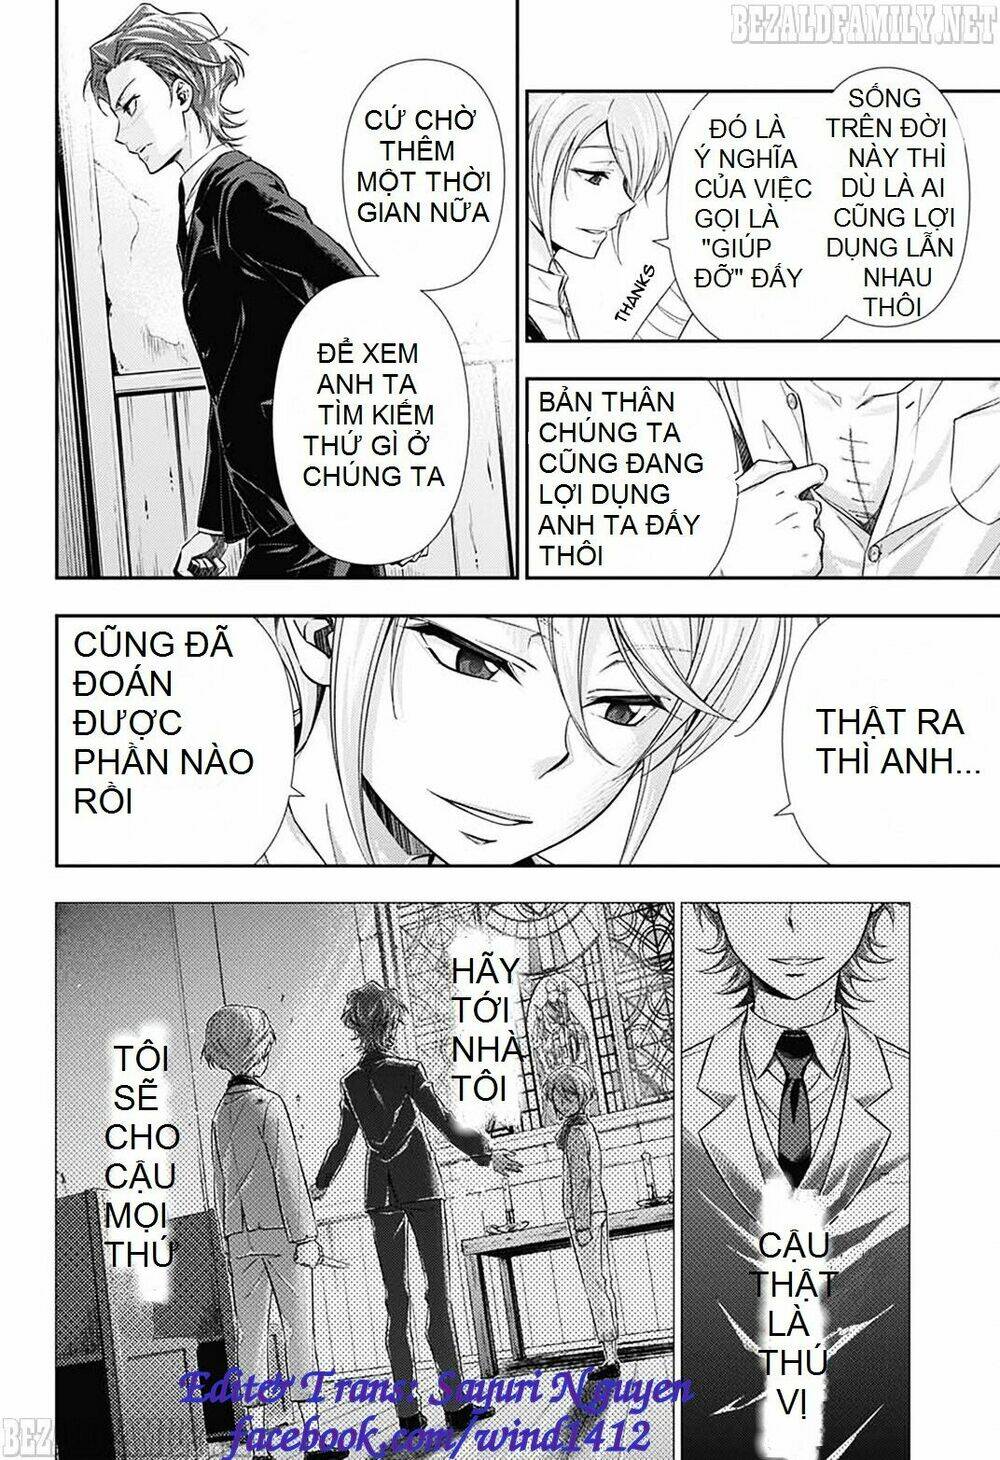 BEZALDFAMILY.NET
SỐNG
TRÊN ĐỜI
NÀY THÌ
DÙ LÀ AI
CŨNG LỢI
DỤNG LẪN
NHAU
THÔI
ĐÓ LÀ
Ý NGHĨA
CỦA VIỆC
GỌI LÀ
"GIÚP
ĐỠ" ĐẤY
THANKS
BẢN THÂN
CHÚNG TA
CŨNG ĐANG
LỢI DỤNG
ANH TA ĐẤY
THÔI
CỨ CHỜ
THÊM
MỘT THỜI
GIAN NỮA
ĐỂ XEM
ANH TA
TÌM KIẾM
THỨ GÌ Ở
CHÚNG TA
THẬT RA
THÌ ANH...
CŨNG ĐÃ
ĐOÁN
ĐƯỢC
PHẦN NÀO
RỒI
CẬU
THẬT
LÀ
THÚ
VỊ
HÃY
TỚI
NHÀ
TÔI
TÔI
SẼ
CHO
CẬU
MỌI
THỨ
Editer Trans: Sayuri Nguyen
facebook.com/wind1412